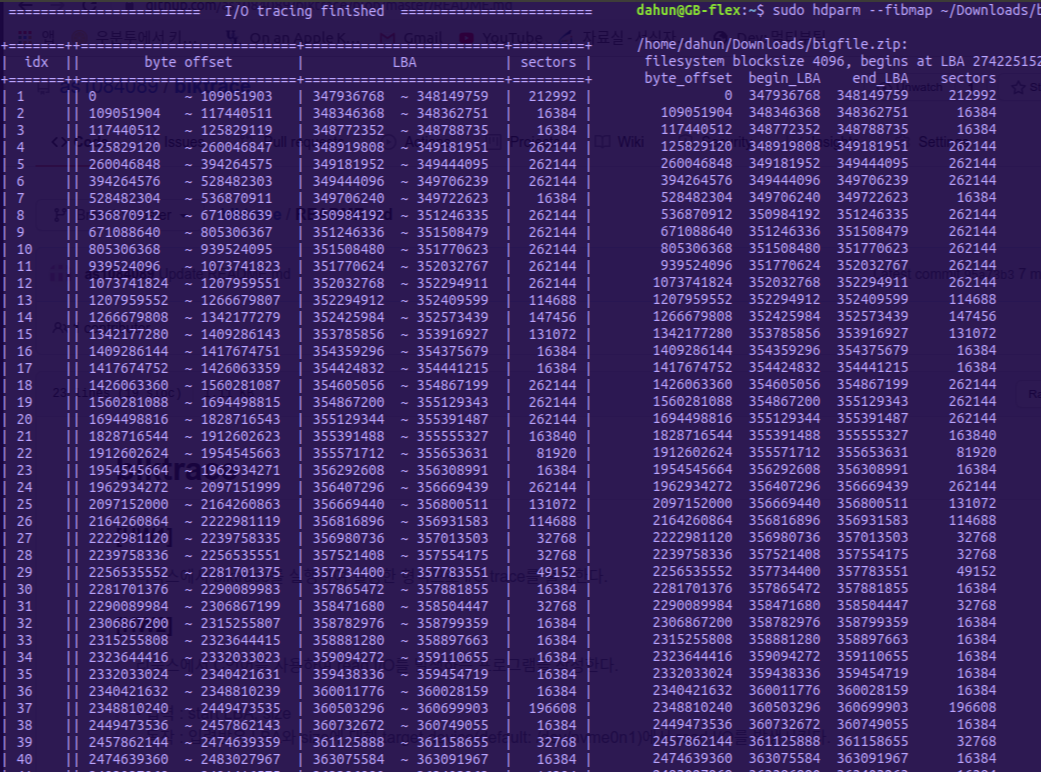 =========================== I/O tracing finished ===========================
| idx || byte offset | LBA | sectors |
| 1 || 0 ~ 109051903 | 347936768 ~ 348149759 | 212992 |
| 2 || 109051904 ~ 117440511 | 348346368 ~ 348362751 | 16384 |
| 3 || 117440512 ~ 125829119 | 348772352 ~ 348788735 | 16384 |
| 4 || 125829120 ~ 260046847 | 348919808 ~ 349181951 | 262144 |
| 5 || 260046848 ~ 394264575 | 349181952 ~ 349444095 | 262144 |
| 6 || 394264576 ~ 528482303 | 349444096 ~ 349706239 | 262144 |
| 7 || 528482304 ~ 536870911 | 349706240 ~ 349722623 | 16384 |
| 8 || 536870912 ~ 671088639 | 350984192 ~ 351246335 | 262144 |
| 9 || 671088640 ~ 805306367 | 351246336 ~ 351508479 | 262144 |
| 10 || 805306368 ~ 939524095 | 351508480 ~ 351770623 | 262144 |
| 11 || 939524096 ~ 1073741823 | 351770624 ~ 352032767 | 262144 |
| 12 || 1073741824 ~ 1207959551 | 352032768 ~ 352294911 | 262144 |
| 13 || 1207959552 ~ 1266679807 | 352294912 ~ 352409599 | 114688 |
| 14 || 1266679808 ~ 1342177279 | 352425984 ~ 352573439 | 147456 |
| 15 || 1342177280 ~ 1409286143 | 353785856 ~ 353916927 | 131072 |
| 16 || 1409286144 ~ 1417674751 | 354359296 ~ 354375679 | 16384 |
| 17 || 1417674752 ~ 1426063359 | 354424832 ~ 354441215 | 16384 |
| 18 || 1426063360 ~ 1560281087 | 354605056 ~ 354867199 | 262144 |
| 19 || 1560281088 ~ 1694498815 | 354867200 ~ 355129343 | 262144 |
| 20 || 1694498816 ~ 1828716543 | 355129344 ~ 355391487 | 262144 |
| 21 || 1828716544 ~ 1912602623 | 355391488 ~ 355555327 | 163840 |
| 22 || 1912602624 ~ 1954545663 | 355571712 ~ 355653631 | 81920 |
| 23 || 1954545664 ~ 1962934271 | 356292608 ~ 356308991 | 16384 |
| 24 || 1962934272 ~ 2097151999 | 356407296 ~ 356669439 | 262144 |
| 25 || 2097152000 ~ 2164260863 | 356669440 ~ 356800511 | 131072 |
| 26 || 2164260864 ~ 2222981119 | 356816896 ~ 356931583 | 114688 |
| 27 || 2222981120 ~ 2239758335 | 356980736 ~ 357013503 | 32768 |
| 28 || 2239758336 ~ 2256535551 | 357521408 ~ 357554175 | 32768 |
| 29 || 2256535552 ~ 2281701375 | 357734400 ~ 357783551 | 49152 |
| 30 || 2281701376 ~ 2290089983 | 357865472 ~ 357881855 | 16384 |
| 31 || 2290089984 ~ 2306867199 | 358471680 ~ 358504447 | 32768 |
| 32 || 2306867200 ~ 2315255807 | 358782976 ~ 358799359 | 16384 |
| 33 || 2315255808 ~ 2323644415 | 358881280 ~ 358897663 | 16384 |
| 34 || 2323644416 ~ 2332033023 | 359094272 ~ 359110655 | 16384 |
| 35 || 2332033024 ~ 2340421631 | 359438336 ~ 359454719 | 16384 |
| 36 || 2340421632 ~ 2348810239 | 360011776 ~ 360028159 | 16384 |
| 37 || 2348810240 ~ 2449473535 | 360503296 ~ 360699903 | 196608 |
| 38 || 2449473536 ~ 2457862143 | 360732672 ~ 360749055 | 16384 |
| 39 || 2457862144 ~ 2474639359 | 361125888 ~ 361158655 | 32768 |
| 40 || 2474639360 ~ 2483027967 | 363075584 ~ 363091967 | 16384 |
dahun@GB-flex:~$ sudo hdparm --fibmap ~/Downloads/b
/home/dahun/Downloads/bigfile.zip:
filesystem blocksize 4096, begins at LBA 274225152
byte_offset begin_LBA end_LBA sectors
0 347936768 348149759 212992
109051904 348346368 348362751 16384
117440512 348772352 348788735 16384
125829120 348919808 349181951 262144
260046848 349181952 349444095 262144
394264576 349444096 349706239 262144
528482304 349706240 349722623 16384
536870912 350984192 351246335 262144
671088640 351246336 351508479 262144
805306368 351508480 351770623 262144
939524096 351770624 352032767 262144
1073741824 352032768 352294911 262144
1207959552 352294912 352409599 114688
1266679808 352425984 352573439 147456
1342177280 353785856 353916927 131072
1409286144 354359296 354375679 16384
1417674752 354424832 354441215 16384
1426063360 354605056 354867199 262144
1560281088 354867200 355129343 262144
1694498816 355129344 355391487 262144
1828716544 355391488 355555327 163840
1912602624 355571712 355653631 81920
1954545664 356292608 356308991 16384
1962934272 356407296 356669439 262144
2097152000 356669440 356800511 131072
2164260864 356816896 356931583 114688
2222981120 356980736 357013503 32768
2239758336 357521408 357554175 32768
2256535552 357734400 357783551 49152
2281701376 357865472 357881855 16384
2290089984 358471680 358504447 32768
2306867200 358782976 358799359 16384
2315255808 358881280 358897663 16384
2323644416 359094272 359110655 16384
2332033024 359438336 359454719 16384
2340421632 360011776 360028159 16384
2348810240 360503296 360699903 196608
2449473536 360732672 360749055 16384
2457862144 361125888 361158655 32768
2474639360 363075584 363091967 16384